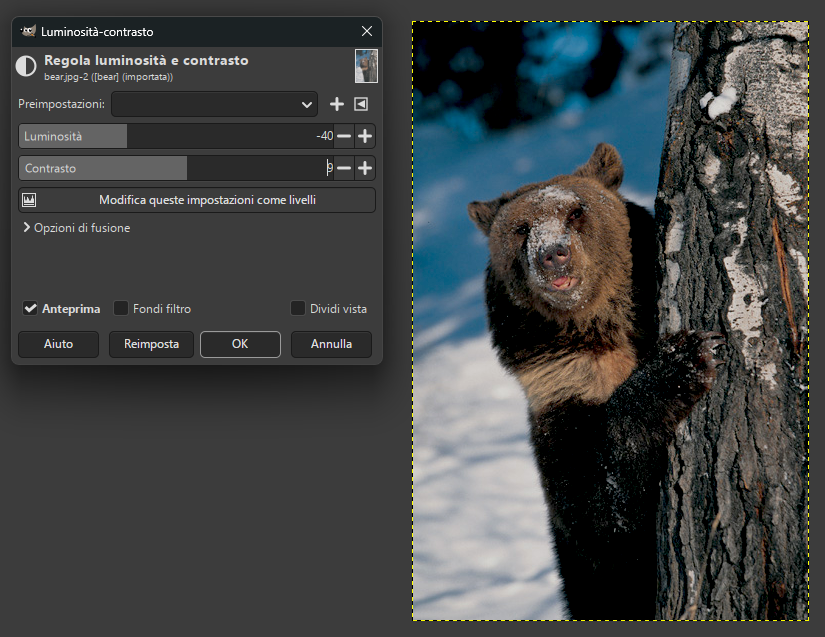 Luminosità-contrasto
Regola luminosità e contrasto
bear.jpg-2 ([bear] (importata))
Preimpostazioni:
Luminosità -40
Contrasto 9
Modifica queste impostazioni come livelli
Opzioni di fusione
Anteprima Fondi filtro Dividi vista
Aiuto Reimposta OK Annulla